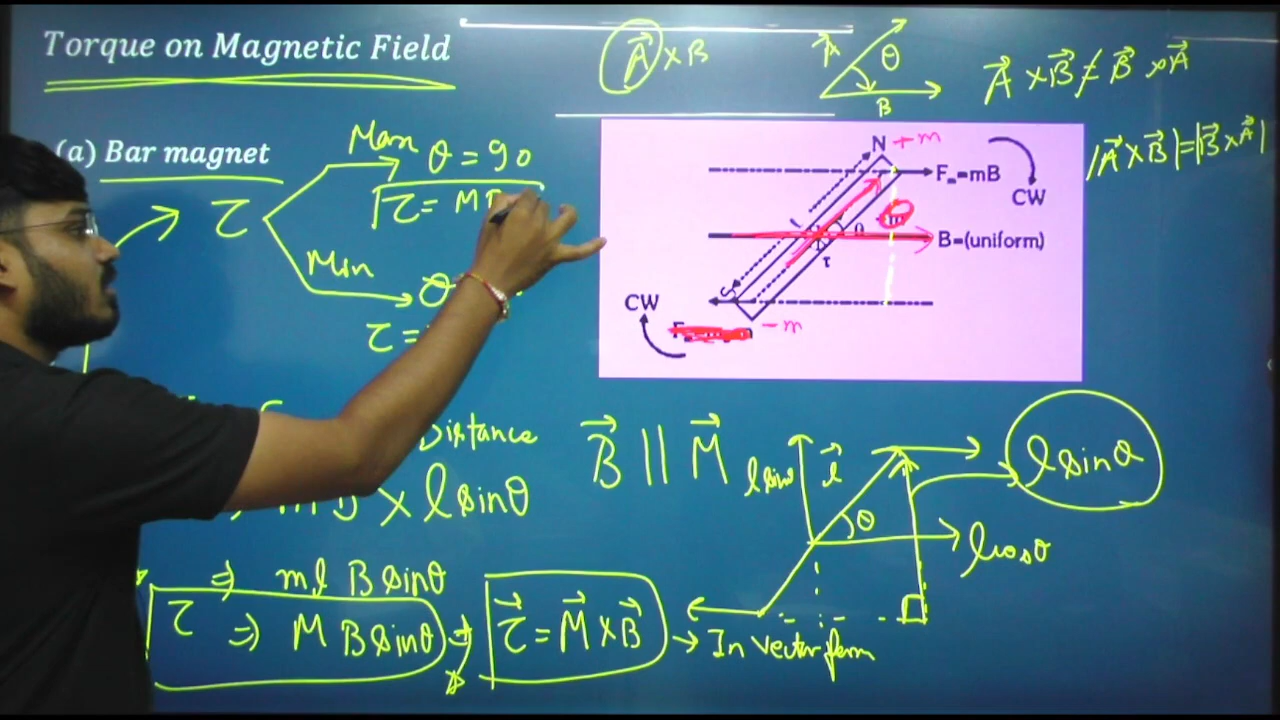 Torque on Magnetic Field
(a) Bar magnet
τ
Max θ = 90
τ = M
Min θ
τ =
A⃗ × B
A⃗
θ
B
A⃗ × B⃗ ≠ B⃗ × A⃗
|A⃗ × B⃗| = |B⃗ × A⃗|
N +m
Fₘ=mB
CW
B=(uniform)
θ
τ
S
CW
F
-m
Distance
B × l sinθ
⇒ ml B sinθ
τ ⇒ M B sinθ ⇒ τ⃗ = M⃗ × B⃗ → In vector form
B⃗ || M⃗
l sinθ
l⃗
θ
l cosθ
l sinθ